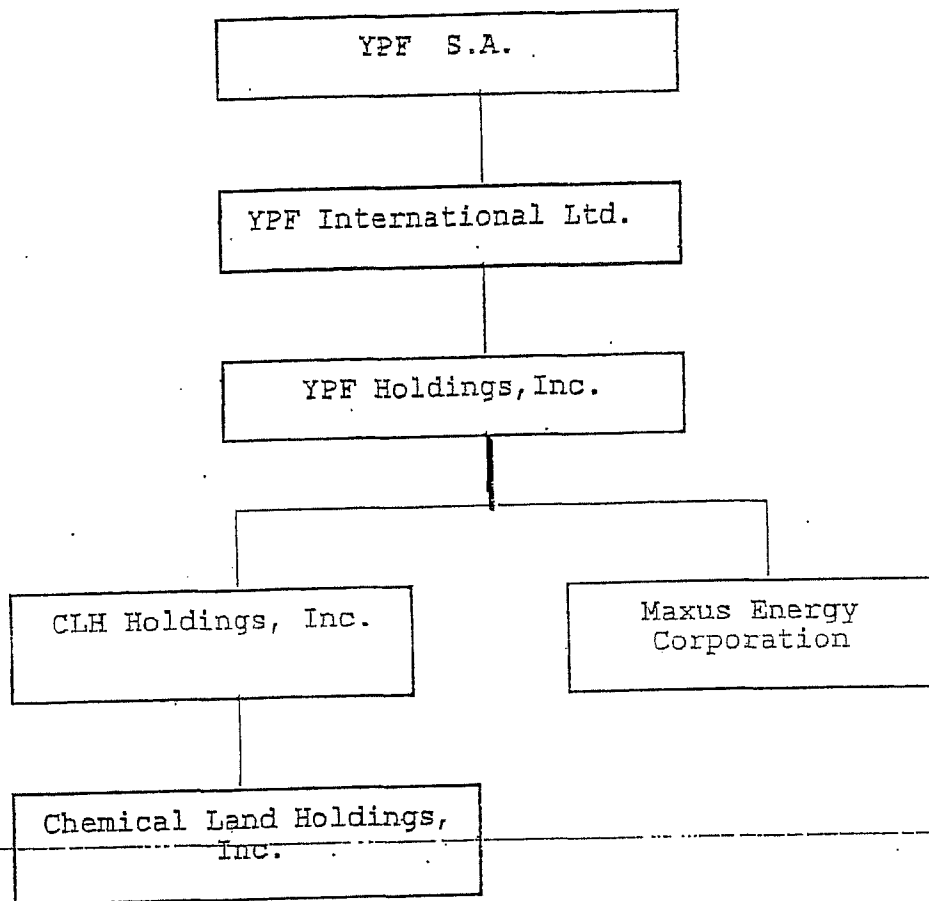 YPF S.A.
YPF International Ltd.
YPF Holdings,Inc.
CLH Holdings, Inc.
Maxus Energy
Corporation
Chemical Land Holdings,
Inc.